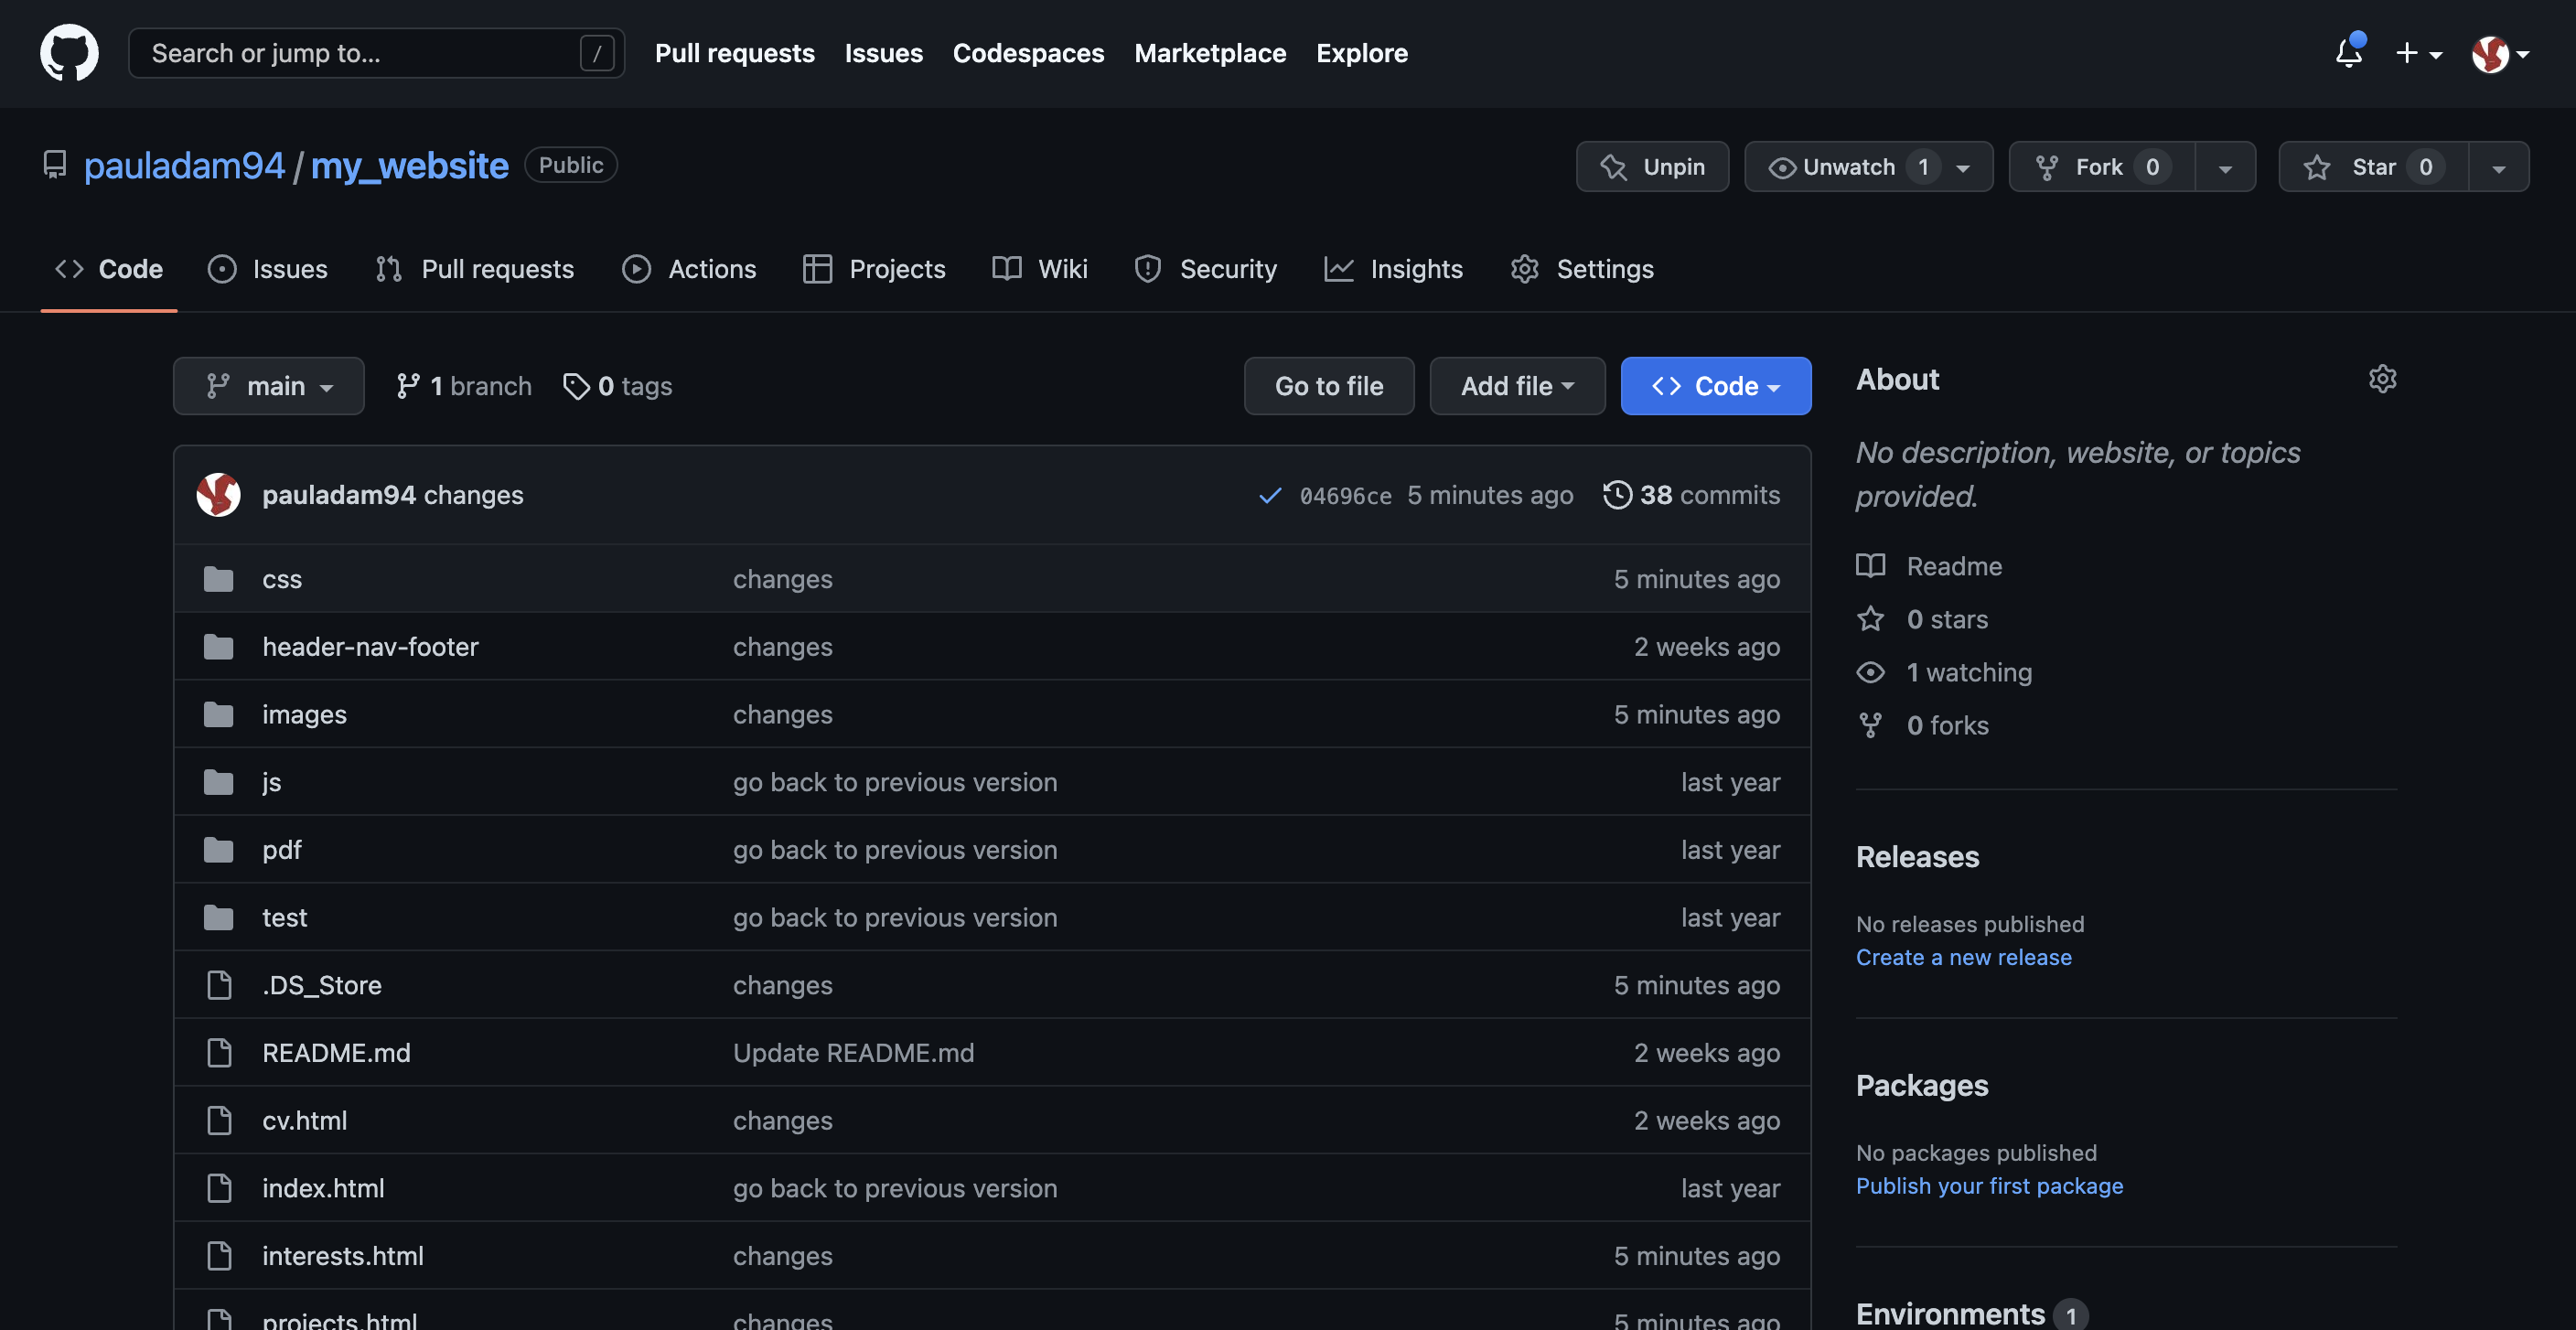 Search or jump to... /
Pull requests Issues Codespaces Marketplace Explore
pauladam94/my_website Public
Unpin Unwatch 1 Fork 0 Star 0
Code Issues Pull requests Actions Projects Wiki Security Insights Settings
main 1 branch 0 tags Go to file Add file Code
pauladam94 changes 04696ce 5 minutes ago 38 commits
css changes 5 minutes ago
header-nav-footer changes 2 weeks ago
images changes 5 minutes ago
js go back to previous version last year
pdf go back to previous version last year
test go back to previous version last year
.DS_Store changes 5 minutes ago
README.md Update README.md 2 weeks ago
cv.html changes 2 weeks ago
index.html go back to previous version last year
interests.html changes 5 minutes ago
projects.html changes 5 minutes ago
About
No description, website, or topics
provided.
Readme
0 stars
1 watching
0 forks
Releases
No releases published
Create a new release
Packages
No packages published
Publish your first package
Environments 1